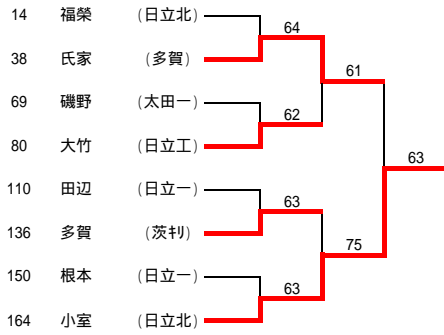 14 福榮 (日立北)
64
38 氏家 (多賀)
61
69 磯野 (太田一)
62
80 大竹 (日立工)
63
110 田辺 (日立一)
63
136 多賀 (茨キリ)
75
150 根本 (日立一)
63
164 小室 (日立北)